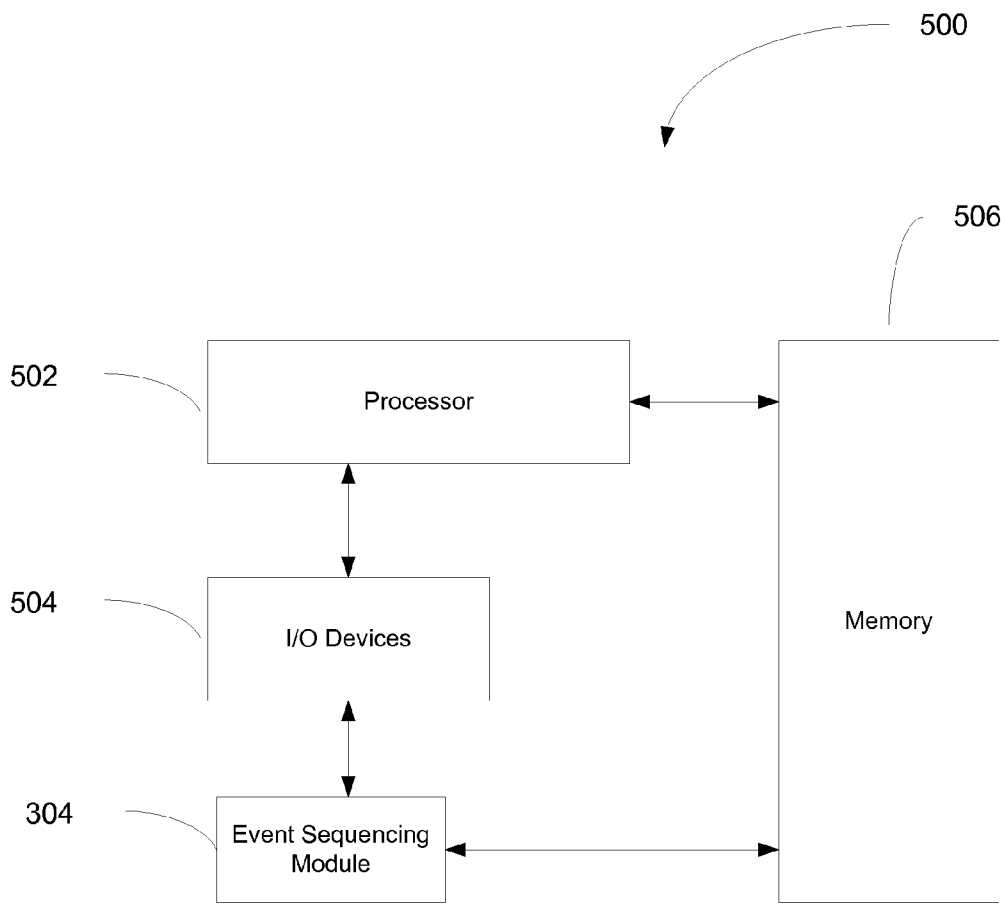 500
506
502
Processor
504
I/O Devices
Memory
304
Event Sequencing
Module